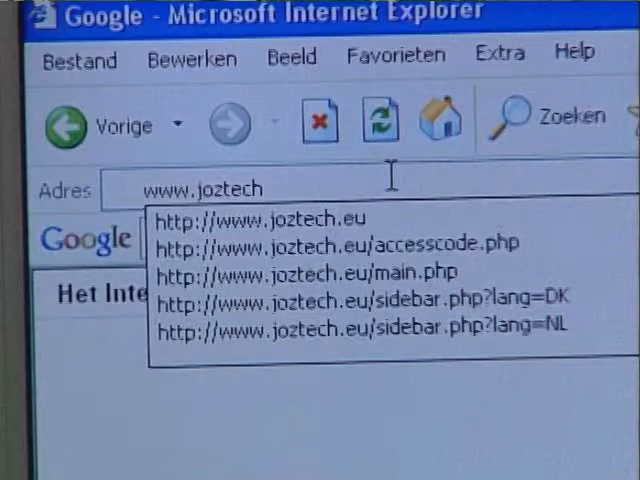 Google - Microsoft Internet Explorer
Bestand Bewerken Beeld Favorieten Extra Help
Vorige Zoeken
Adres www.joztech
http://www.joztech.eu
Google http://www.joztech.eu/accesscode.php
http://www.joztech.eu/main.php
Het Inte http://www.joztech.eu/sidebar.php?lang=DK
http://www.joztech.eu/sidebar.php?lang=NL